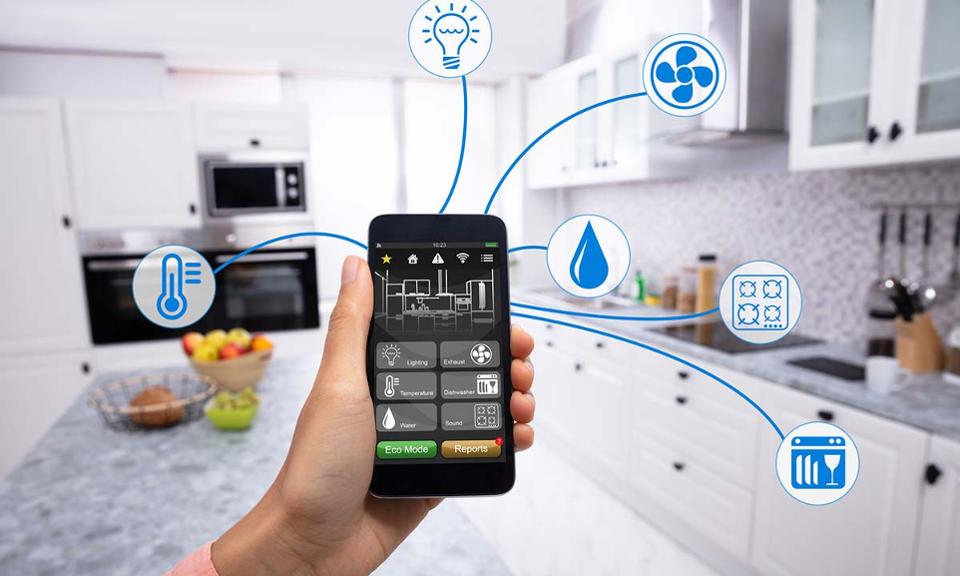 16:23
Lighting
Exhaust
Temperature
Dishwasher
Water
Sound
Eco Mode
Reports
7